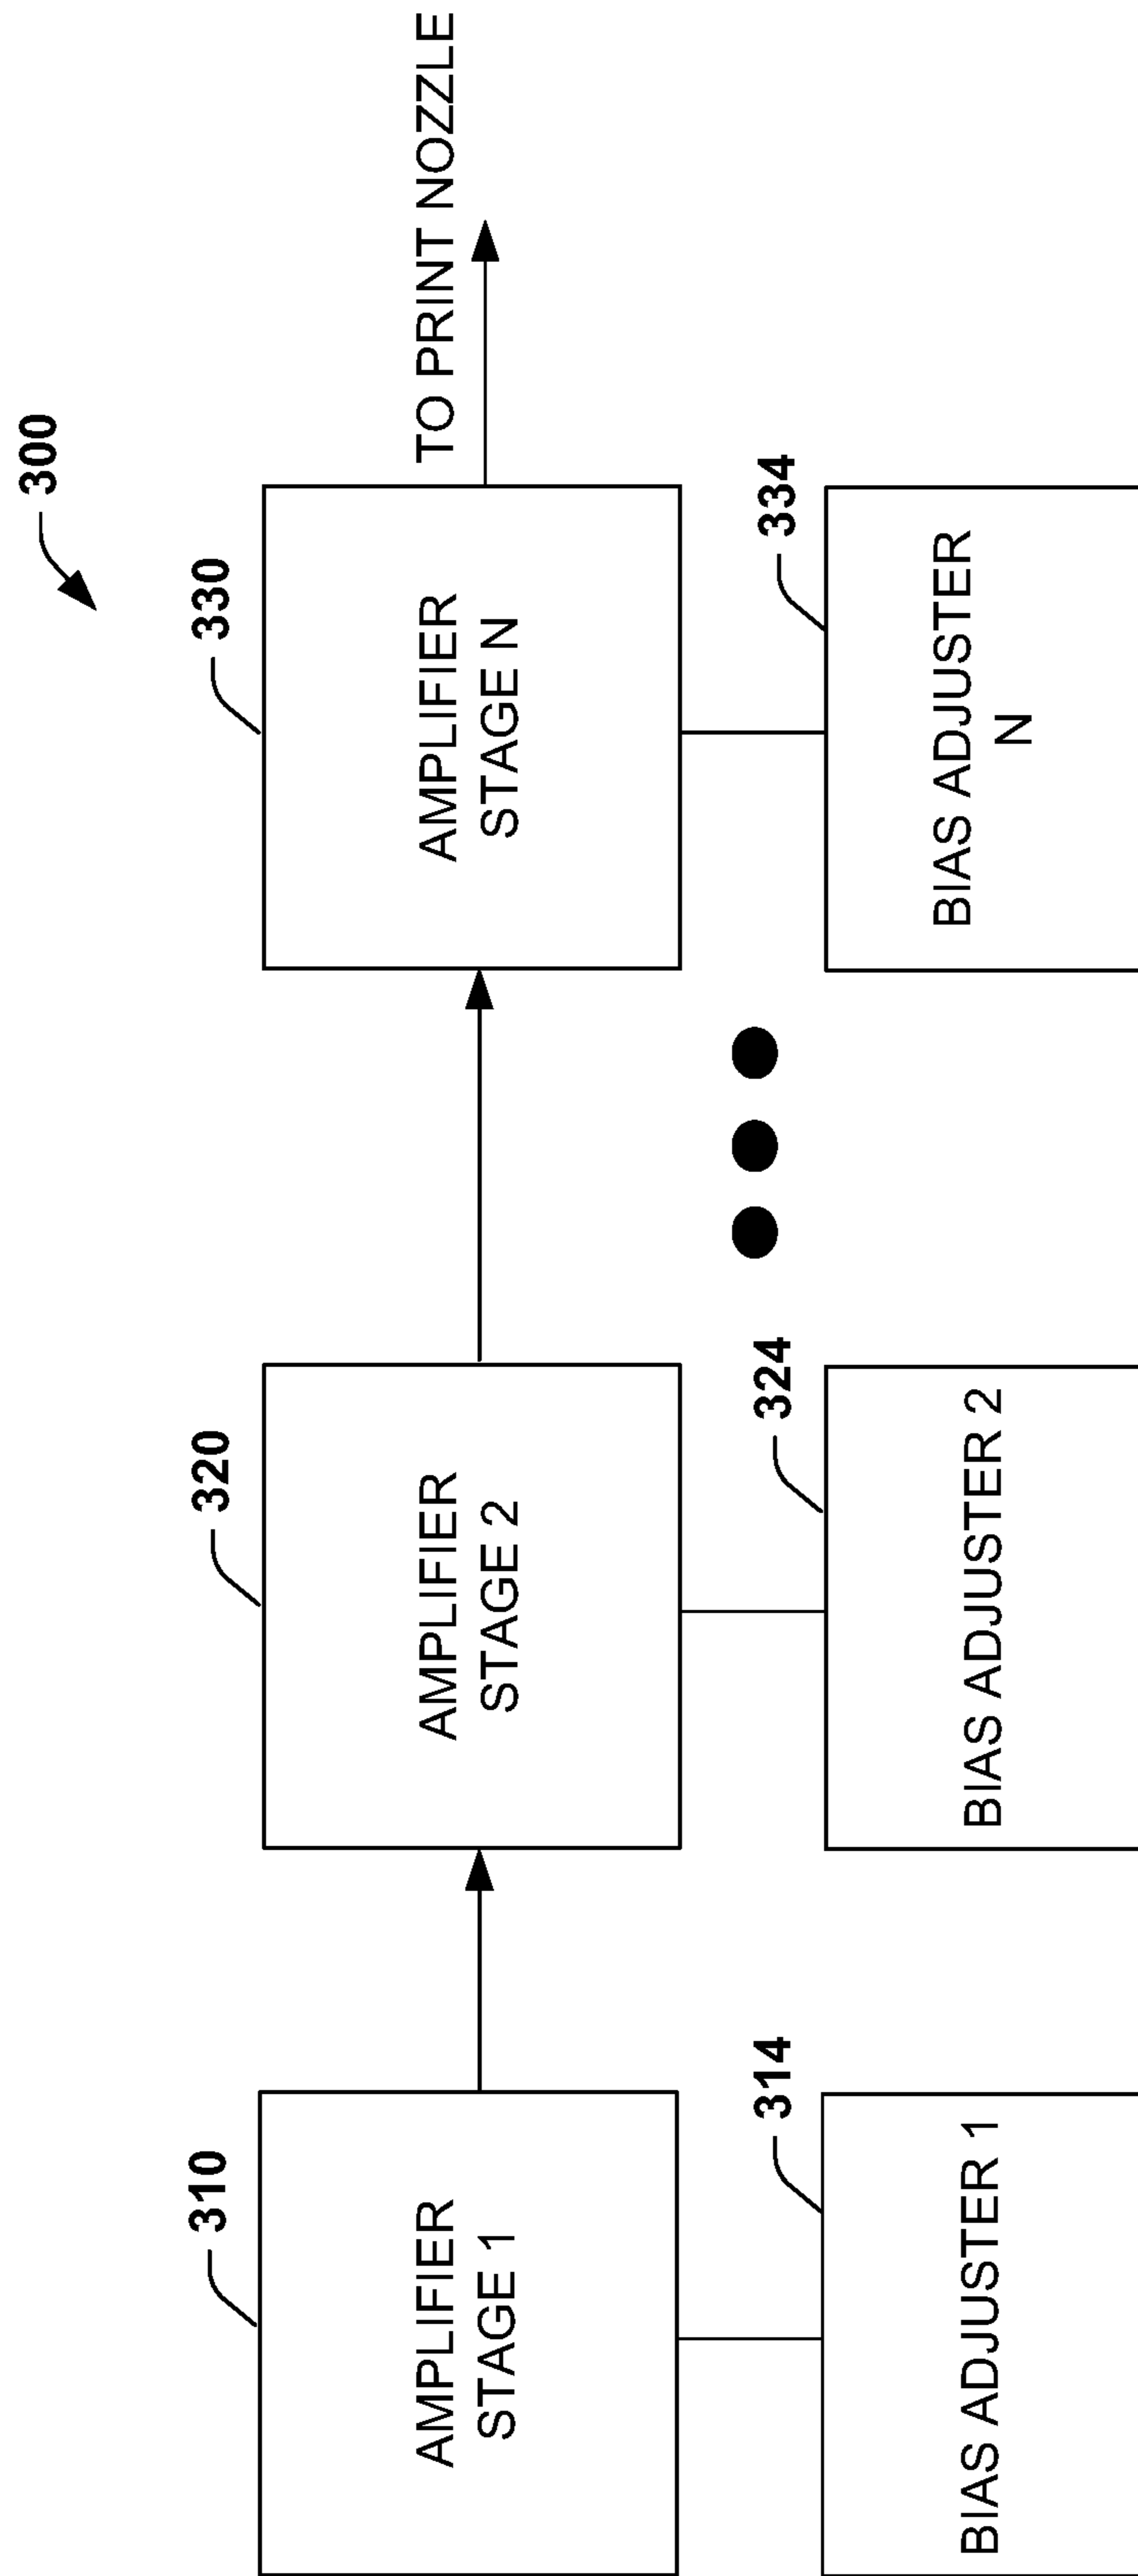 300
310
AMPLIFIER
STAGE 1
320
AMPLIFIER
STAGE 2
330
AMPLIFIER
STAGE N
TO PRINT NOZZLE
314
BIAS ADJUSTER 1
324
BIAS ADJUSTER 2
334
BIAS ADJUSTER
N